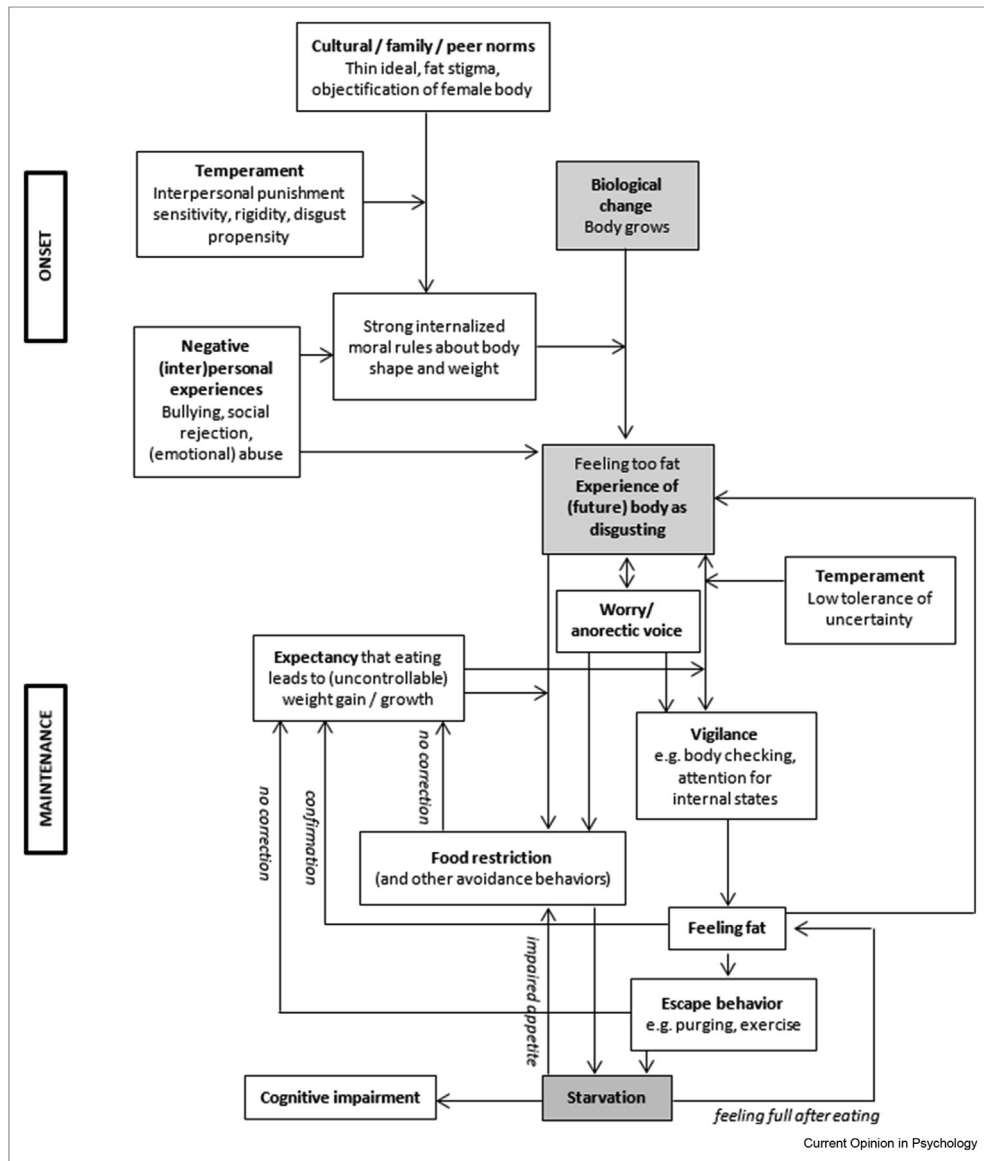 Cultural / family / peer norms
Thin ideal, fat stigma,
objectification of female body
Temperament
Interpersonal punishment
sensitivity, rigidity, disgust
propensity
Biological
change
Body grows
ONSET
Strong internalized
moral rules about body
shape and weight
Negative
(inter)personal
experiences
Bullying, social
rejection,
(emotional) abuse
Feeling too fat
Experience of
(future) body as
disgusting
Temperament
Low tolerance of
uncertainty
Worry/
anorectic voice
Expectancy that eating
leads to (uncontrollable)
weight gain / growth
MAINTENANCE
Vigilance
e.g. body checking,
attention for
internal states
no correction
confirmation
no correction
Food restriction
(and other avoidance behaviors)
Feeling fat
impaired appetite
Escape behavior
e.g. purging, exercise
Cognitive impairment
Starvation
feeling full after eating
Current Opinion in Psychology